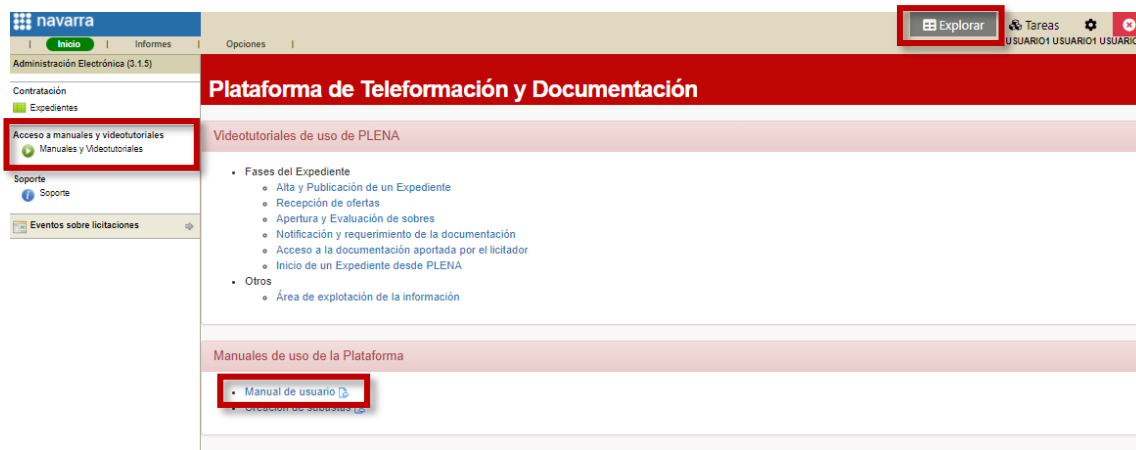 navarra
Explorar
Tareas
| Inicio | Informes | Opciones |
USUARIO1 USUARIO1 USUARIO
Administración Electrónica (3.1.5)
Contratación
Expedientes
Acceso a manuales y videotutoriales
Manuales y Videotutoriales
Soporte
Soporte
Eventos sobre licitaciones
Plataforma de Teleformación y Documentación
Videotutoriales de uso de PLENA
Fases del Expediente
Alta y Publicación de un Expediente
Recepción de ofertas
Apertura y Evaluación de sobres
Notificación y requerimiento de la documentación
Acceso a la documentación aportada por el licitador
Inicio de un Expediente desde PLENA
Otros
Área de explotación de la información
Manuales de uso de la Plataforma
Manual de usuario
Creación de subastas